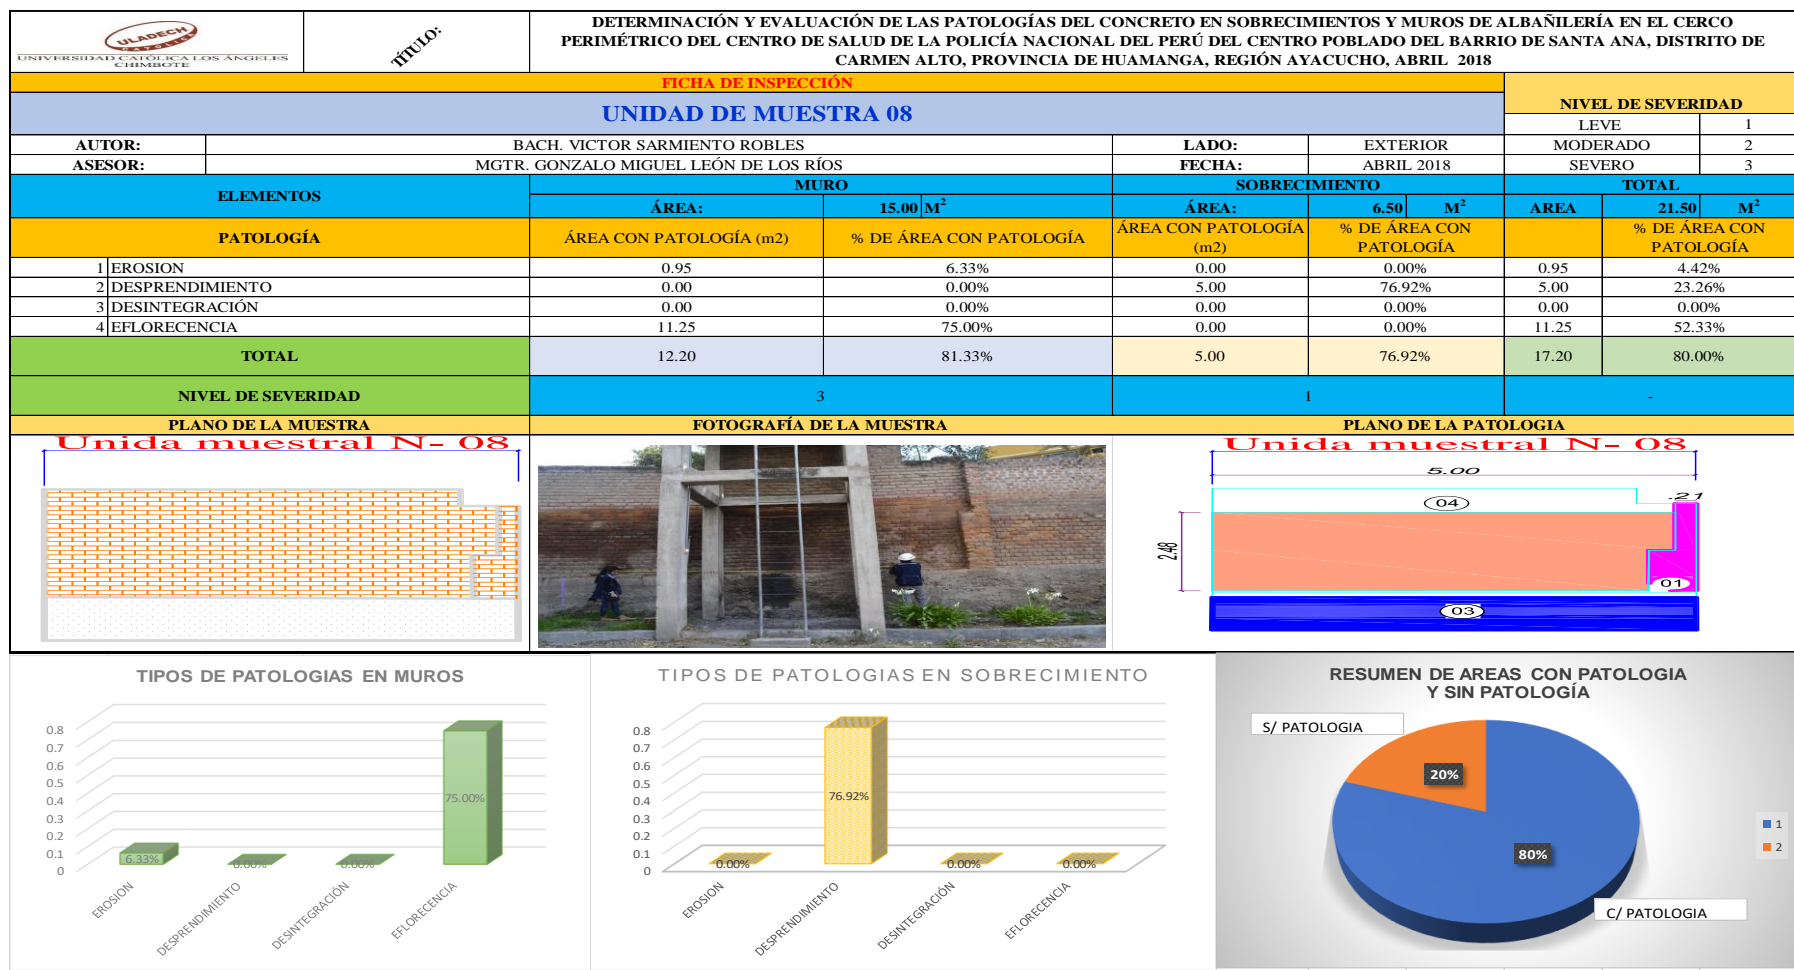 ULADECH
CATOLICA
UNIVERSIDAD CATÓLICA LOS ÁNGELES
CHIMBOTE
TÍTULO:
DETERMINACIÓN Y EVALUACIÓN DE LAS PATOLOGÍAS DEL CONCRETO EN SOBRECIMIENTOS Y MUROS DE ALBAÑILERÍA EN EL CERCO
PERIMÉTRICO DEL CENTRO DE SALUD DE LA POLICÍA NACIONAL DEL PERÚ DEL CENTRO POBLADO DEL BARRIO DE SANTA ANA, DISTRITO DE
CARMEN ALTO, PROVINCIA DE HUAMANGA, REGIÓN AYACUCHO, ABRIL 2018
FICHA DE INSPECCIÓN
UNIDAD DE MUESTRA 08
NIVEL DE SEVERIDAD
LEVE 1
AUTOR: BACH. VICTOR SARMIENTO ROBLES LADO: EXTERIOR MODERADO 2
ASESOR: MGTR. GONZALO MIGUEL LEÓN DE LOS RÍOS FECHA: ABRIL 2018 SEVERO 3
ELEMENTOS MURO SOBRECIMIENTO TOTAL
ÁREA: 15.00 M2 ÁREA: 6.50 M2 AREA 21.50 M2
PATOLOGÍA ÁREA CON PATOLOGÍA (m2) % DE ÁREA CON PATOLOGÍA ÁREA CON PATOLOGÍA (m2) % DE ÁREA CON PATOLOGÍA % DE ÁREA CON PATOLOGÍA
1 EROSION 0.95 6.33% 0.00 0.00% 0.95 4.42%
2 DESPRENDIMIENTO 0.00 0.00% 5.00 76.92% 5.00 23.26%
3 DESINTEGRACIÓN 0.00 0.00% 0.00 0.00% 0.00 0.00%
4 EFLORECENCIA 11.25 75.00% 0.00 0.00% 11.25 52.33%
TOTAL 12.20 81.33% 5.00 76.92% 17.20 80.00%
NIVEL DE SEVERIDAD 3 1 -
PLANO DE LA MUESTRA FOTOGRAFÍA DE LA MUESTRA PLANO DE LA PATOLOGIA
Unida muestral N- 08
Unida muestral N- 08
5.00
.21
04
2.48
01
03
TIPOS DE PATOLOGIAS EN MUROS
0.8
0.7
0.6
0.5
0.4
0.3
0.2
0.1
0
6.33%
0.00%
0.00%
75.00%
EROSION
DESPRENDIMIENTO
DESINTEGRACIÓN
EFLORECENCIA
TIPOS DE PATOLOGIAS EN SOBRECIMIENTO
0.8
0.7
0.6
0.5
0.4
0.3
0.2
0.1
0
0.00%
76.92%
0.00%
0.00%
EROSION
DESPRENDIMIENTO
DESINTEGRACIÓN
EFLORECENCIA
RESUMEN DE AREAS CON PATOLOGIA
Y SIN PATOLOGÍA
S/ PATOLOGIA
20%
80%
C/ PATOLOGIA
1
2